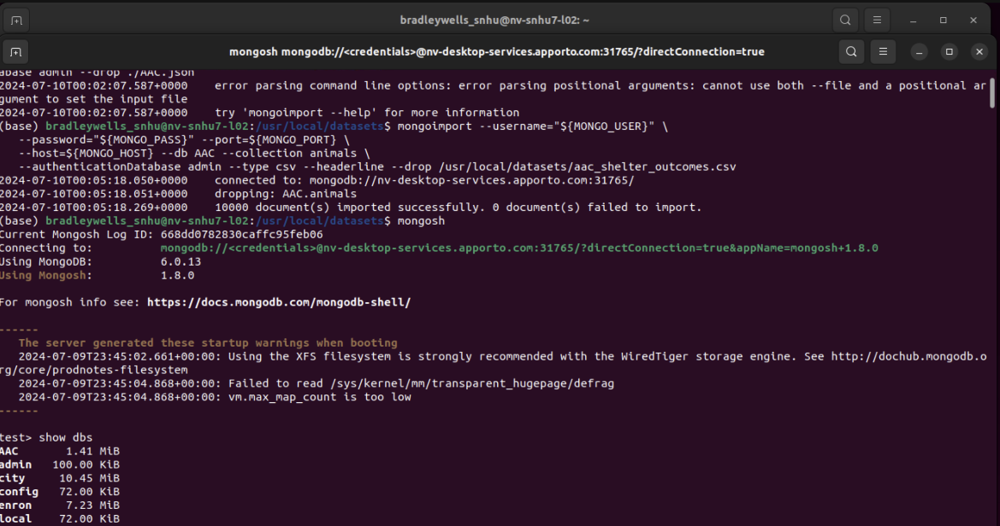 bradleywells_snhu@nv-snhu7-l02: ~
mongosh mongodb://<credentials>@nv-desktop-services.apporto.com:31765/?directConnection=true
abase admin --drop ./AAC.json
2024-07-10T00:02:07.587+0000    error parsing command line options: error parsing positional arguments: cannot use both --file and a positional ar
gument to set the input file
2024-07-10T00:02:07.587+0000    try 'mongoimport --help' for more information
(base) bradleywells_snhu@nv-snhu7-l02:/usr/local/datasets$ mongoimport --username="${MONGO_USER}" \
   --password="${MONGO_PASS}" --port=${MONGO_PORT} \
   --host=${MONGO_HOST} --db AAC --collection animals \
   --authenticationDatabase admin --type csv --headerline --drop /usr/local/datasets/aac_shelter_outcomes.csv
2024-07-10T00:05:18.050+0000    connected to: mongodb://nv-desktop-services.apporto.com:31765/
2024-07-10T00:05:18.051+0000    dropping: AAC.animals
2024-07-10T00:05:18.269+0000    10000 document(s) imported successfully. 0 document(s) failed to import.
(base) bradleywells_snhu@nv-snhu7-l02:/usr/local/datasets$ mongosh
Current Mongosh Log ID: 668dd0782830caffc95feb06
Connecting to:          mongodb://<credentials>@nv-desktop-services.apporto.com:31765/?directConnection=true&appName=mongosh+1.8.0
Using MongoDB:          6.0.13
Using Mongosh:          1.8.0
For mongosh info see: https://docs.mongodb.com/mongodb-shell/
------
   The server generated these startup warnings when booting
   2024-07-09T23:45:02.661+00:00: Using the XFS filesystem is strongly recommended with the WiredTiger storage engine. See http://dochub.mongodb.o
rg/core/prodnotes-filesystem
   2024-07-09T23:45:04.868+00:00: Failed to read /sys/kernel/mm/transparent_hugepage/defrag
   2024-07-09T23:45:04.868+00:00: vm.max_map_count is too low
------
test> show dbs
AAC       1.41 MiB
admin   100.00 KiB
city     10.45 MiB
config   72.00 KiB
enron     7.23 MiB
local    72.00 KiB